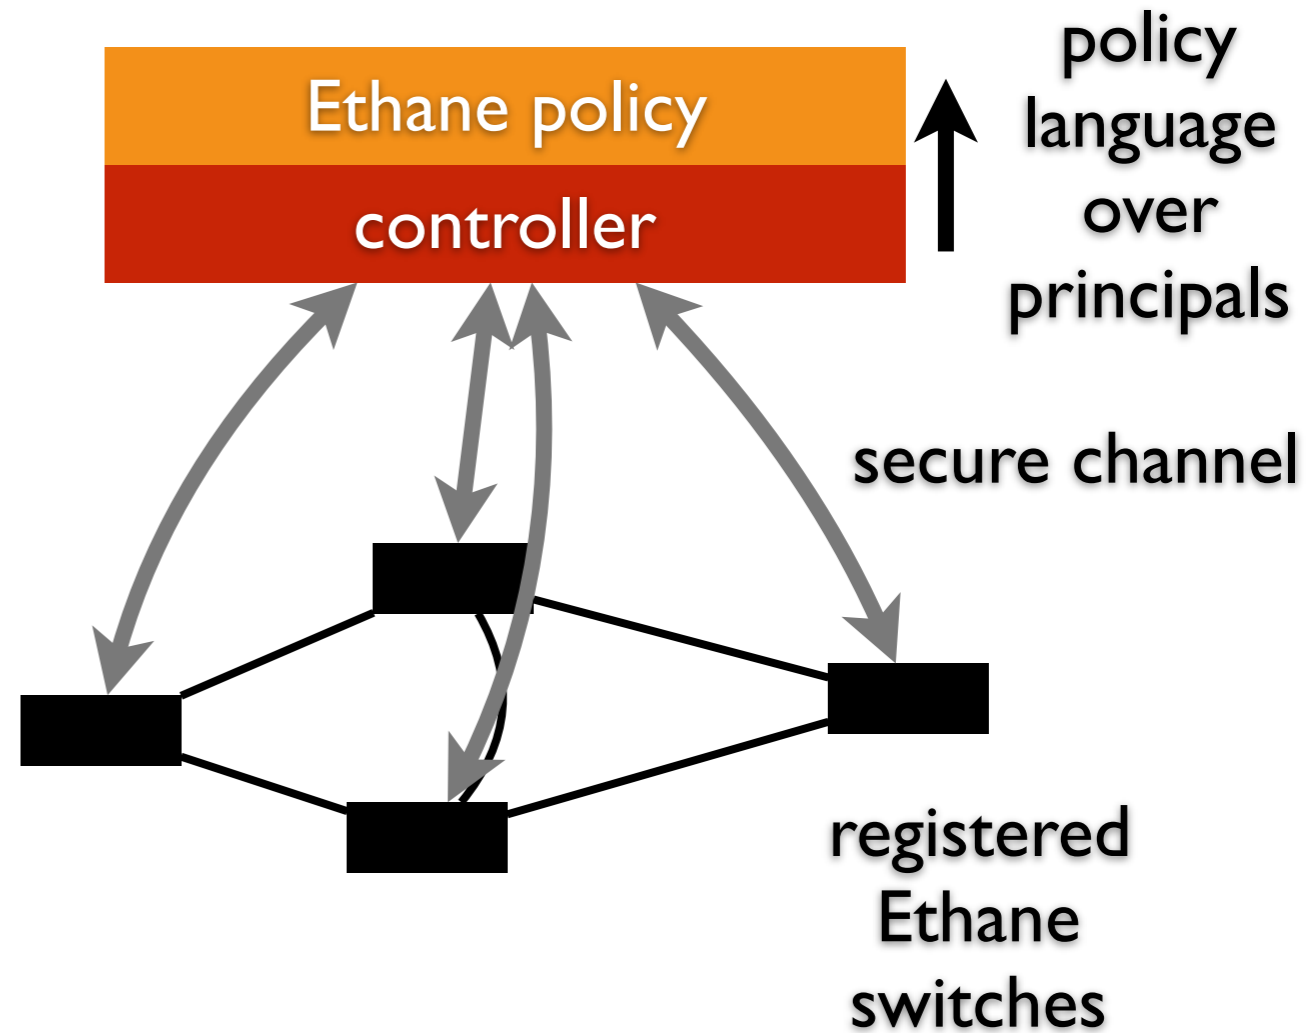 Ethane policy
controller
policy
language
over
principals
secure channel
registered
Ethane
switches